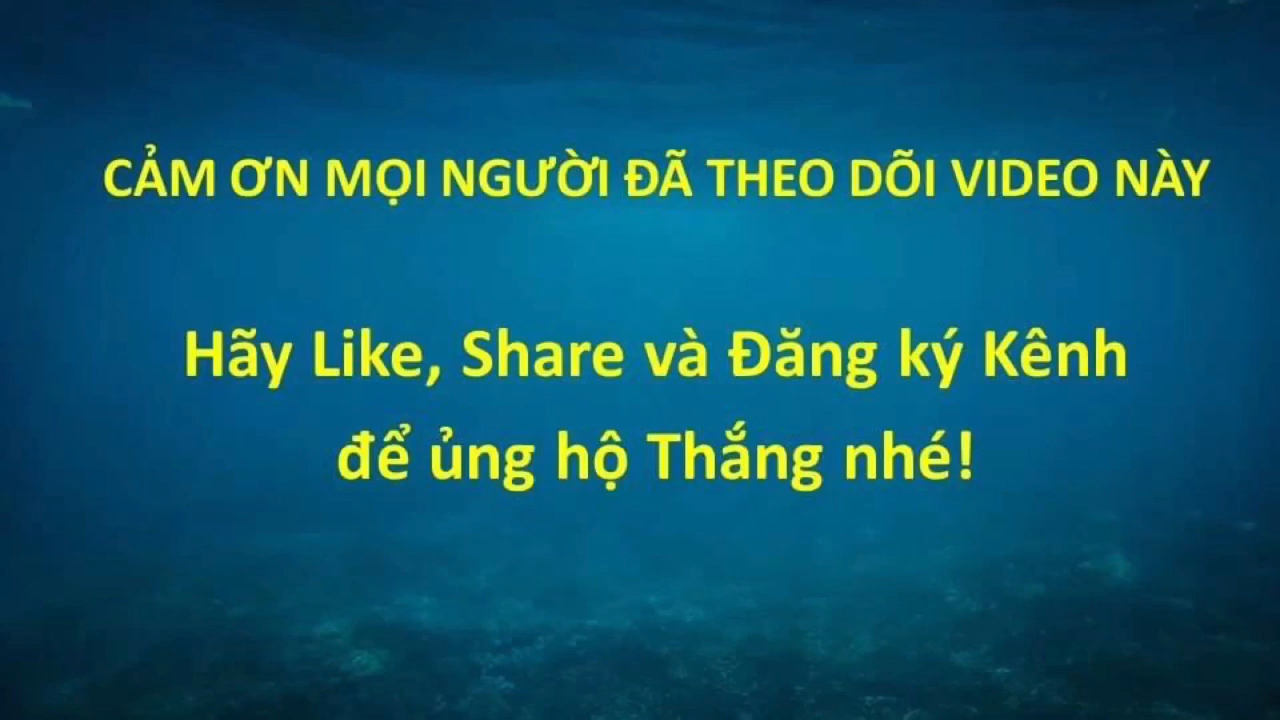 CẢM ƠN MỌI NGƯỜI ĐÃ THEO DÕI VIDEO NÀY
Hãy Like, Share và Đăng ký Kênh
để ủng hộ Thắng nhé!